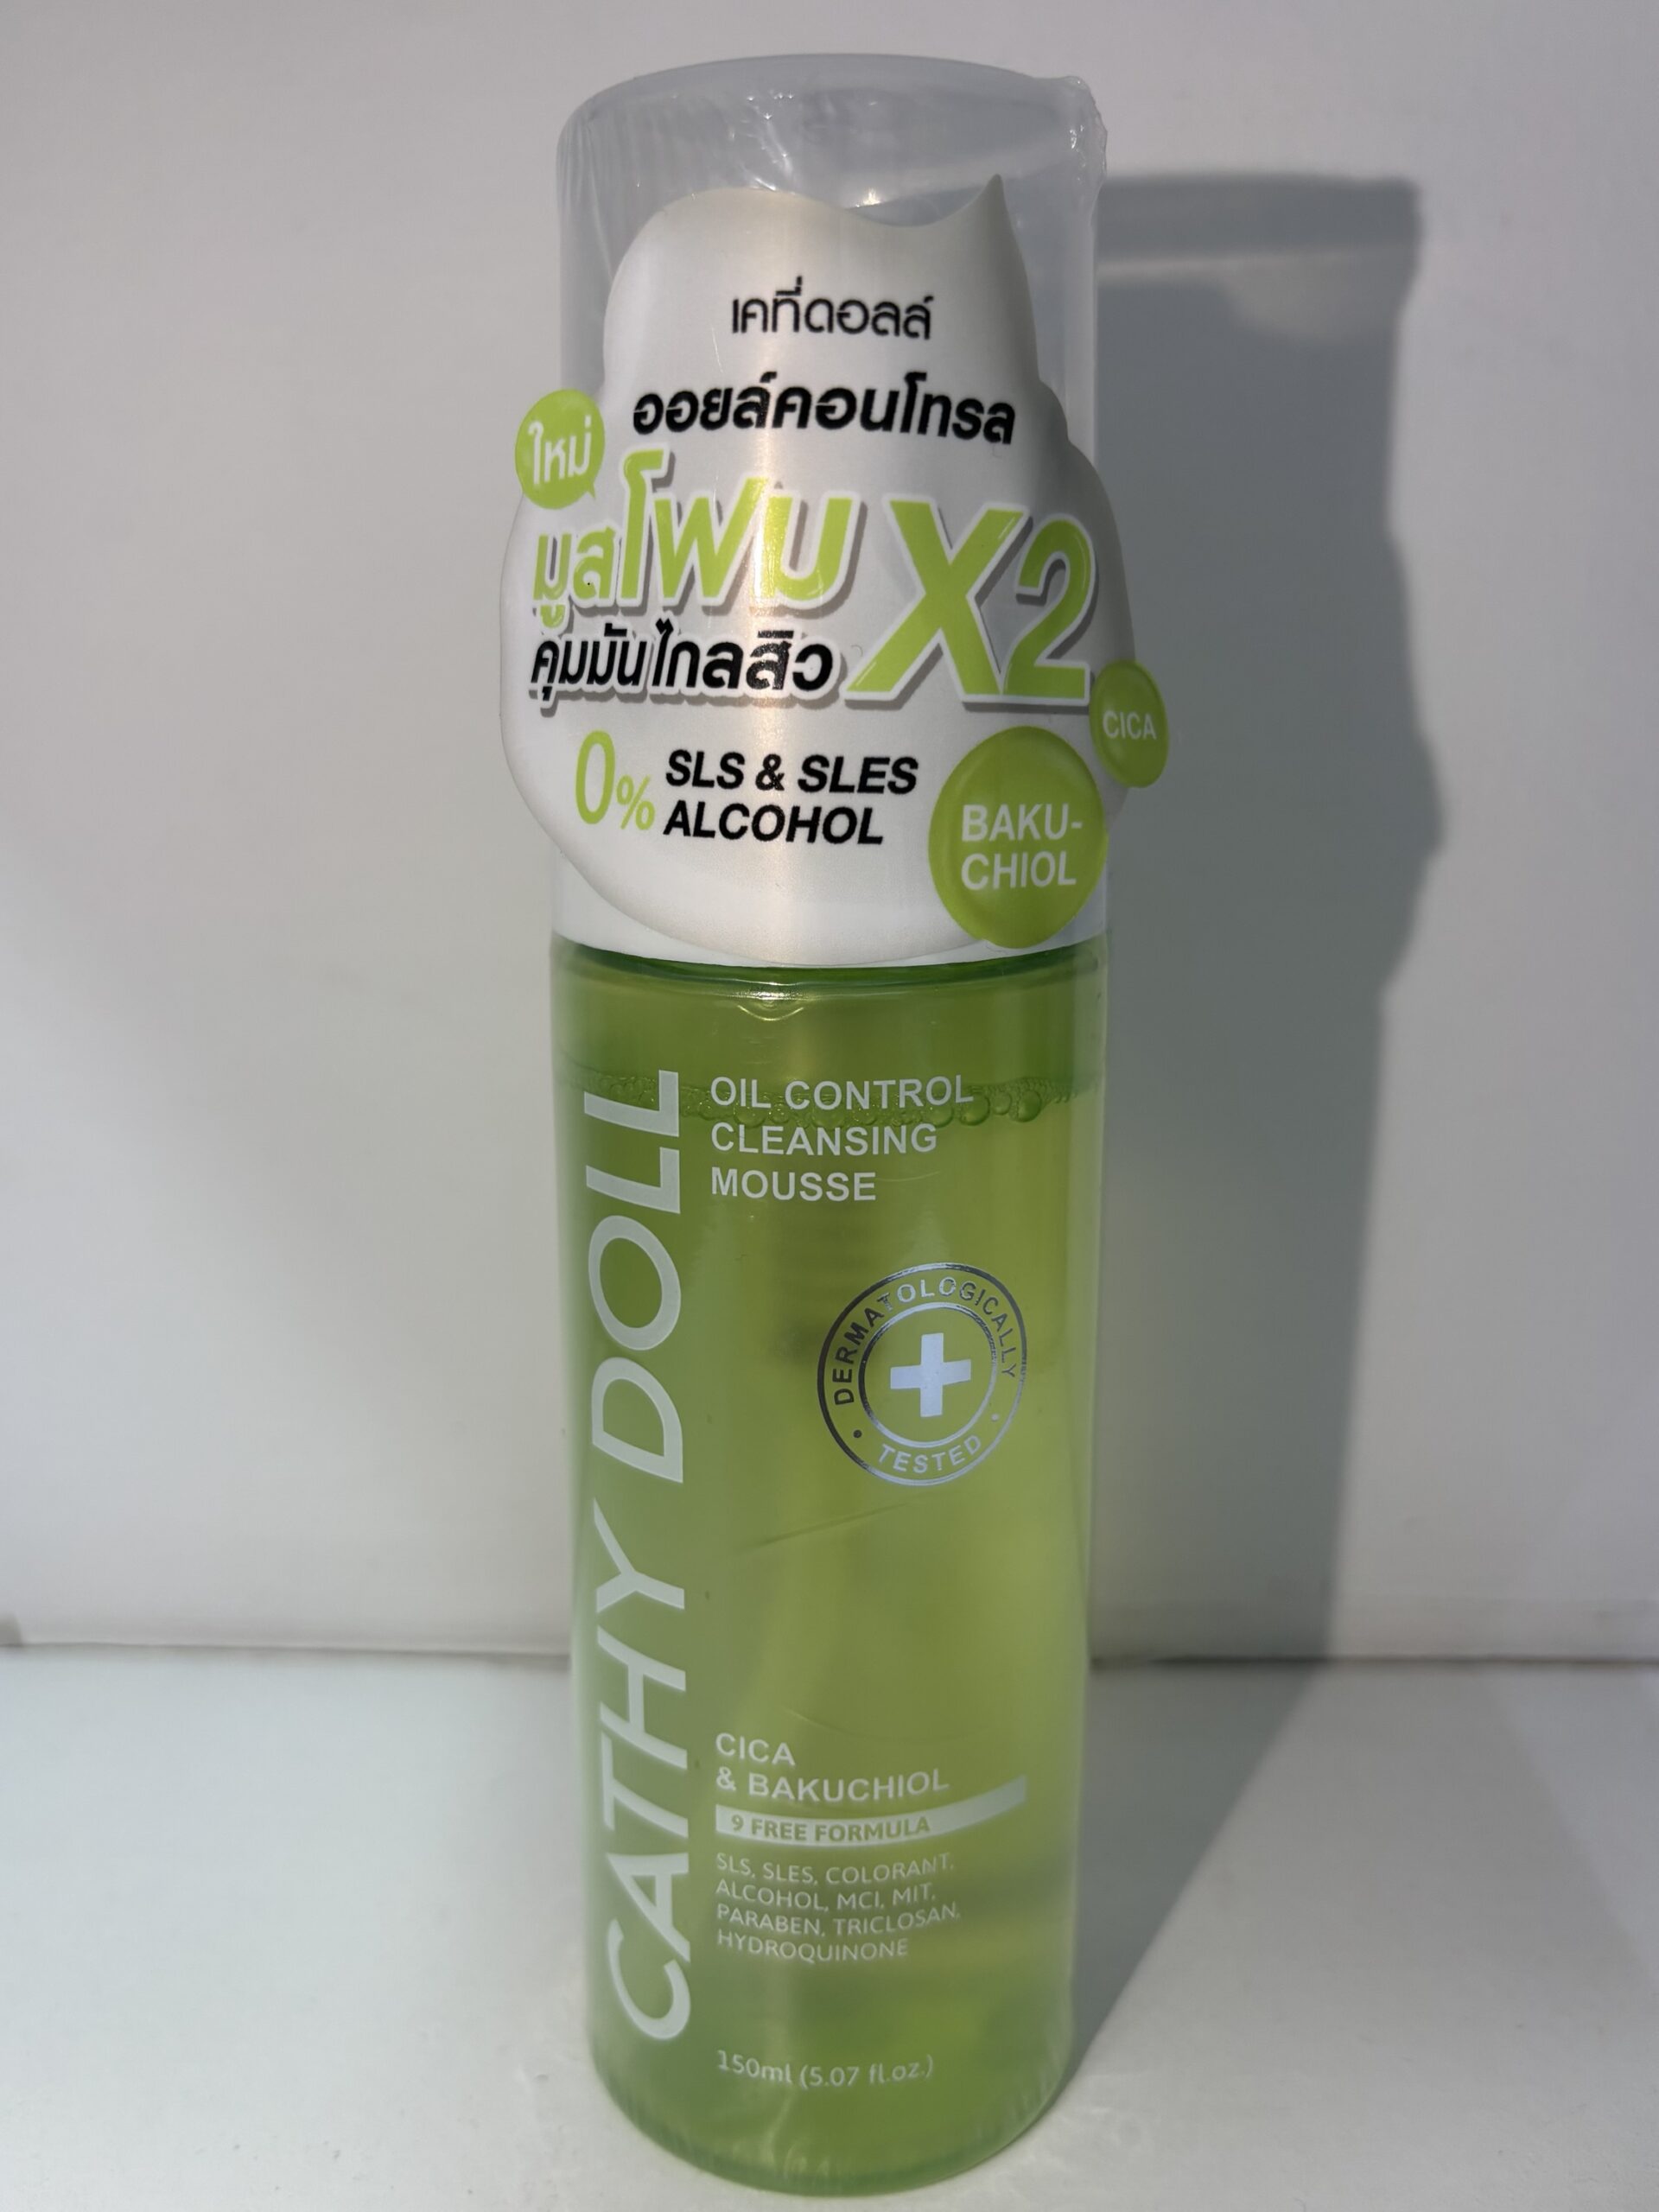 เคที่ดอลล์
ออยล์คอนโทรล
ใหม่
มูสโฟม X2
คุมมันไกลสิว
0% SLS & SLES
ALCOHOL
CICA
BAKU-
CHIOL
CATHY DOLL
OIL CONTROL
CLEANSING
MOUSSE
DERMATOLOGICALLY
TESTED
CICA
& BAKUCHIOL
9 FREE FORMULA
SLS, SLES, COLORANT,
ALCOHOL, MCI, MIT,
PARABEN, TRICLOSAN,
HYDROQUINONE
150ml (5.07 fl.oz.)